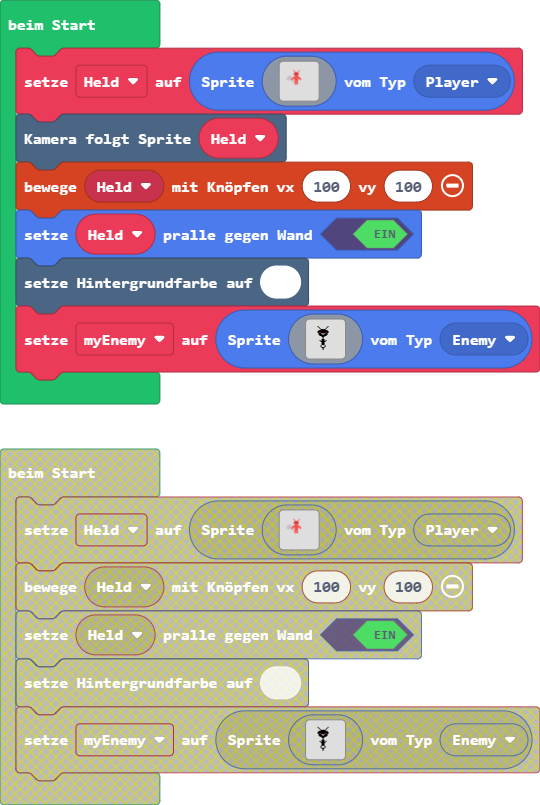 beim Start
setze Held auf Sprite vom Typ Player
Kamera folgt Sprite Held
bewege Held mit Knöpfen vx 100 vy 100
setze Held pralle gegen Wand EIN
setze Hintergrundfarbe auf
setze myEnemy auf Sprite vom Typ Enemy
beim Start
setze Held auf Sprite vom Typ Player
bewege Held mit Knöpfen vx 100 vy 100
setze Held pralle gegen Wand EIN
setze Hintergrundfarbe auf
setze myEnemy auf Sprite vom Typ Enemy